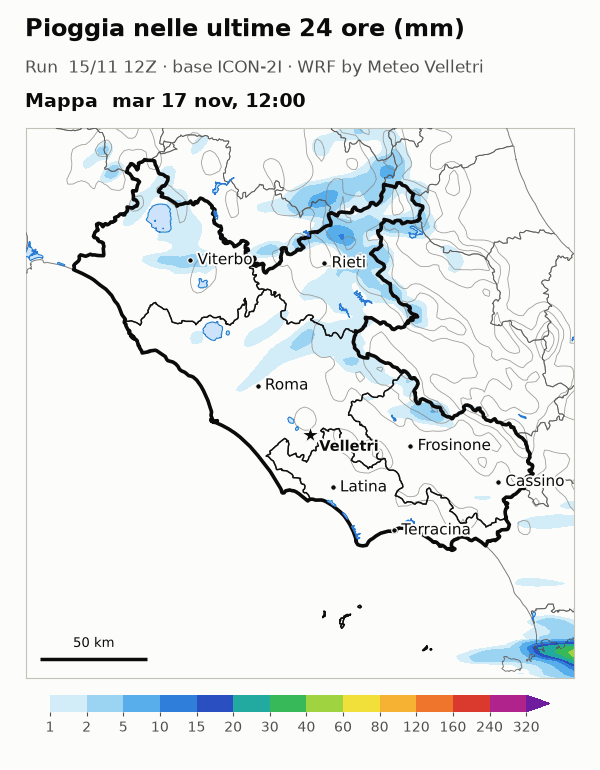 Pioggia nelle ultime 24 ore (mm)
Run 15/11 12Z · base ICON-2I · WRF by Meteo Velletri
Mappa mar 17 nov, 12:00
Viterbo
Rieti
Roma
Velletri
Frosinone
Latina
Cassino
Terracina
50 km
1 2 5 10 15 20 30 40 60 80 120 160 240 320